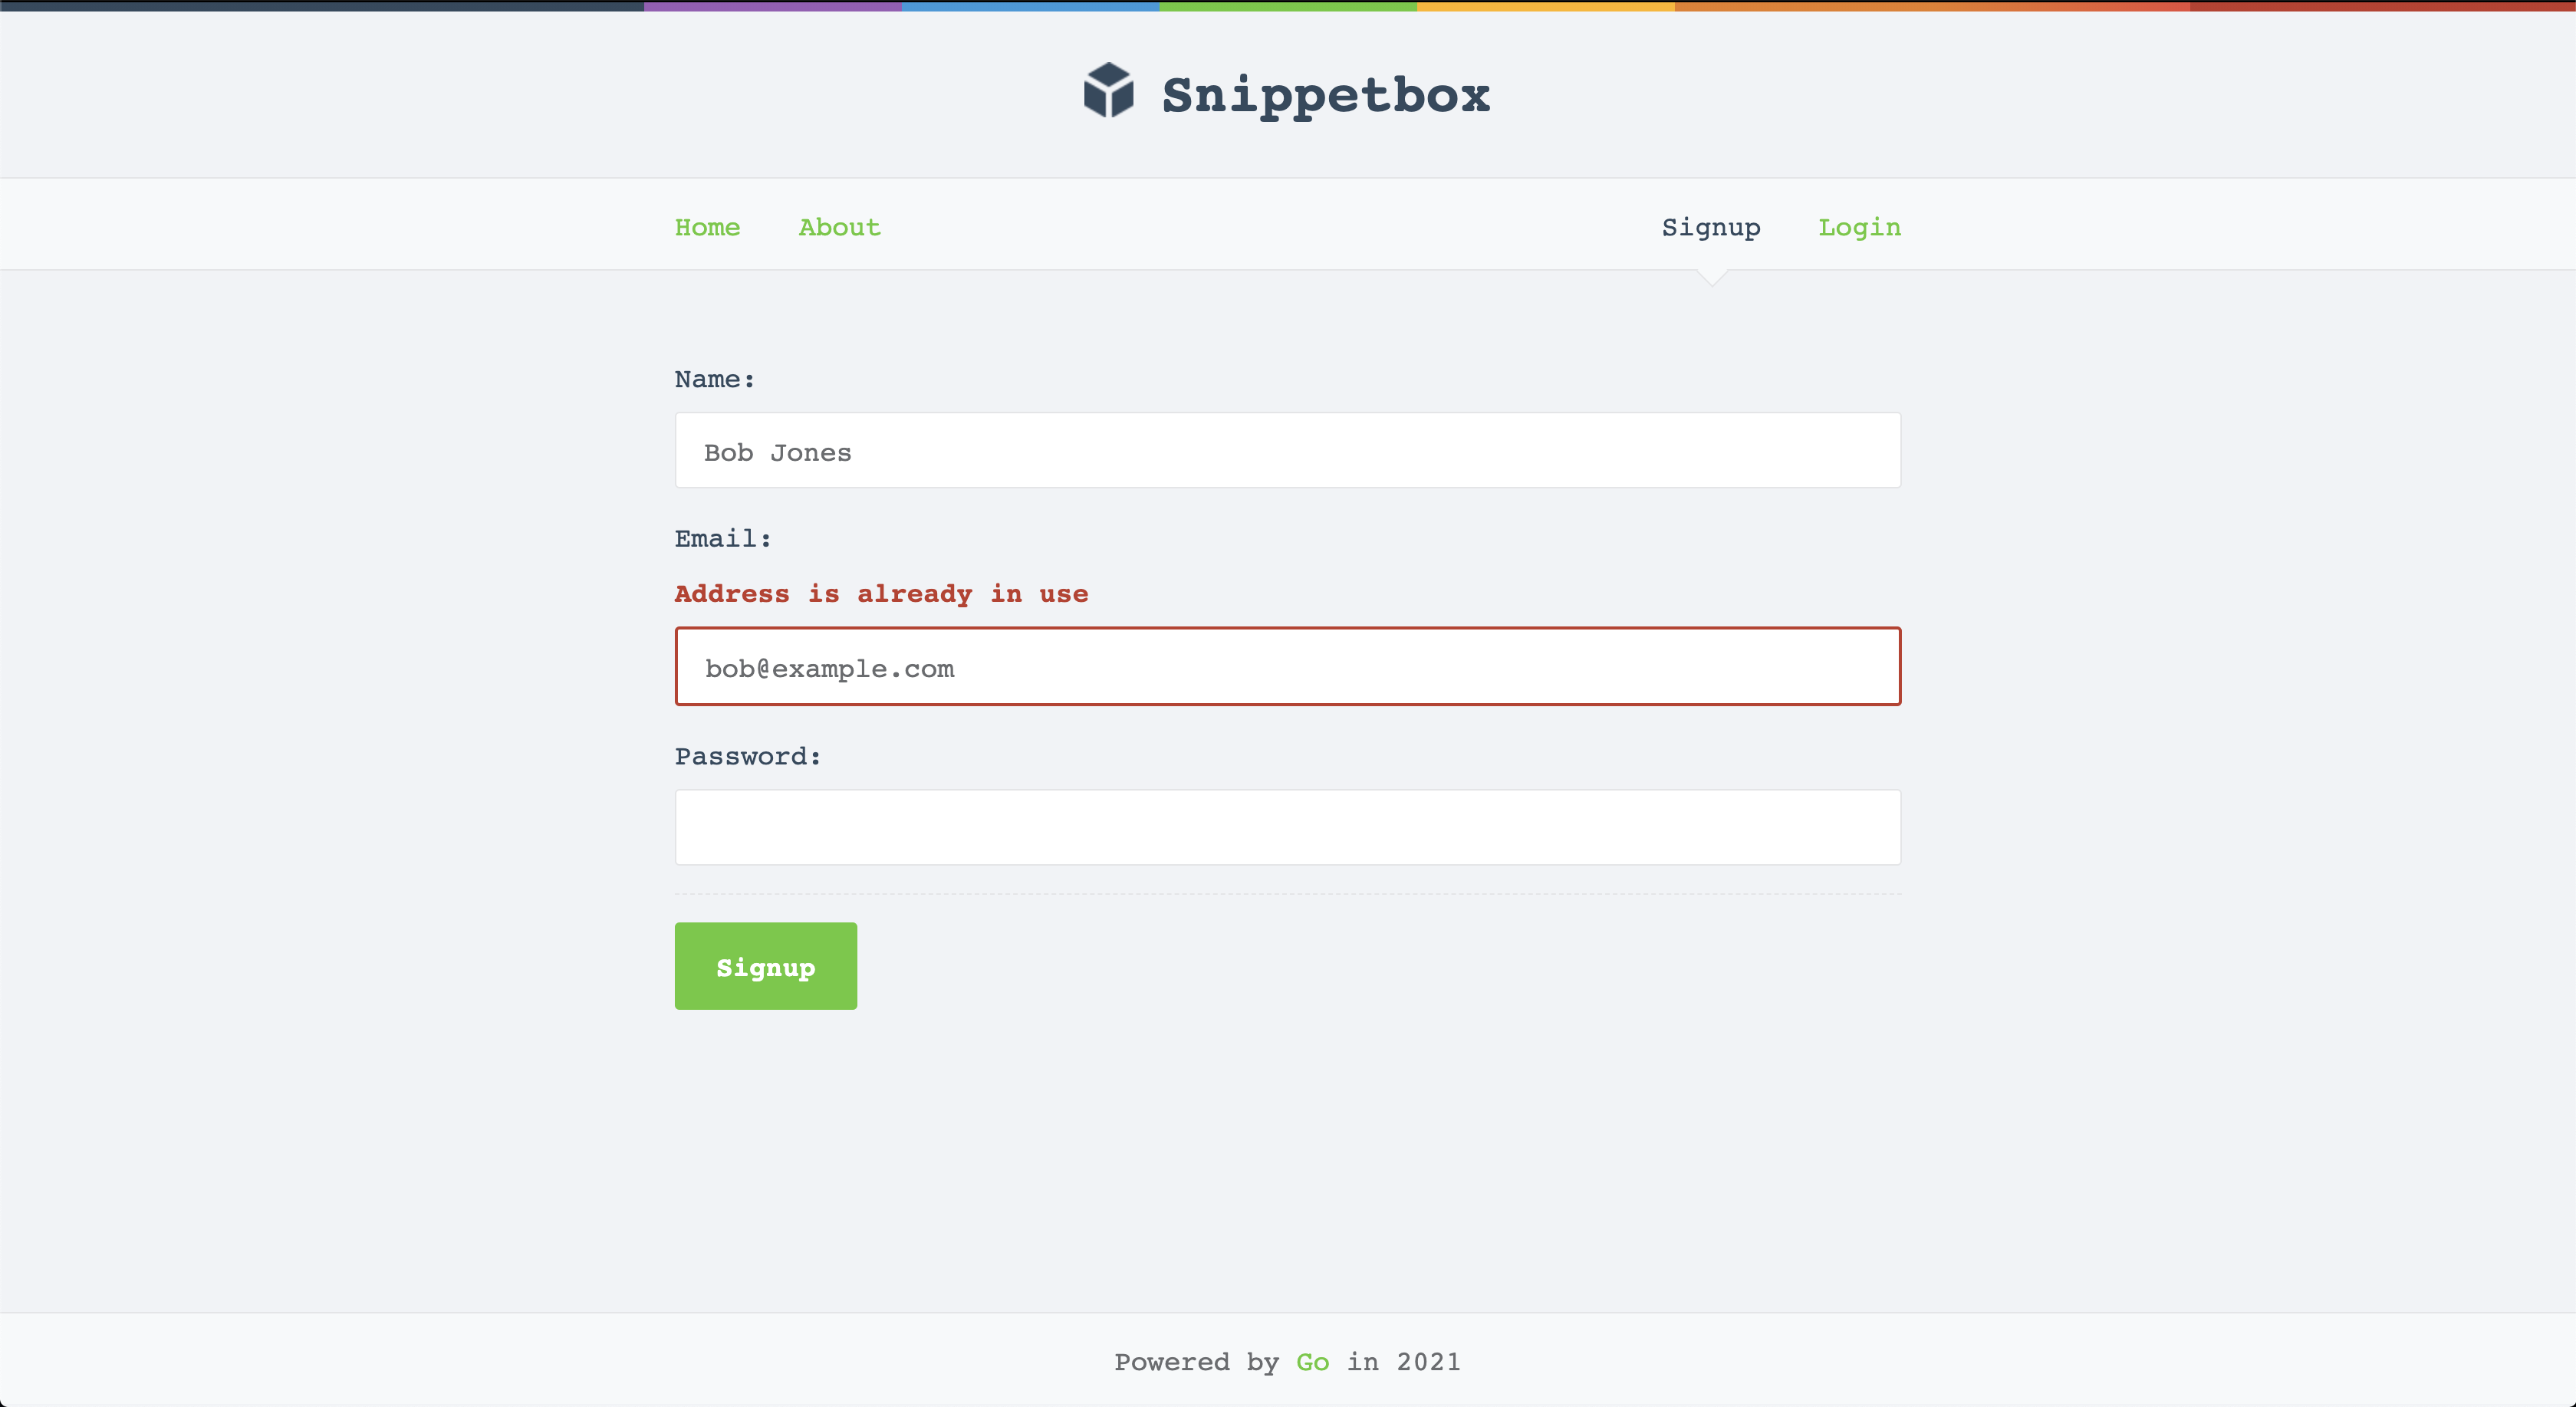 Snippetbox
Home About Signup Login
Name:
Bob Jones
Email:
Address is already in use
bob@example.com
Password:
Signup
Powered by Go in 2021